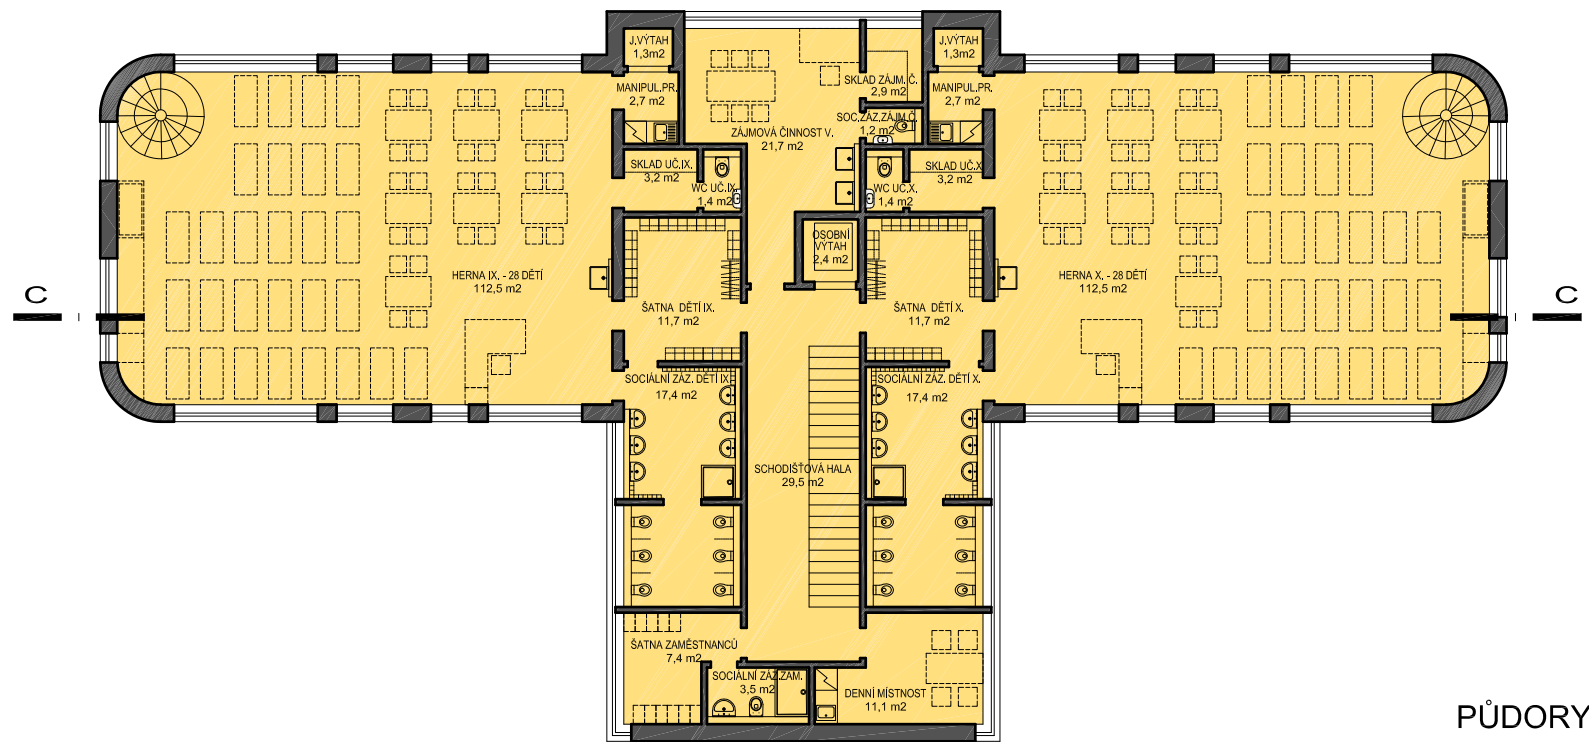 J.VÝTAH
1,3m2
MANIPUL.PR.
2,7 m2
SKLAD ZÁJM. Č.
2,9 m2
J.VÝTAH
1,3m2
MANIPUL.PR.
2,7 m2
SOC.ZÁZ.ZÁJM.Č.
1,2 m2
ZÁJMOVÁ ČINNOST V.
21,7 m2
SKLAD UČ.IX.
3,2 m2
WC UČ.IX.
1,4 m2
WC UČ.X.
1,4 m2
SKLAD UČ.X.
3,2 m2
OSOBNÍ
VÝTAH
2,4 m2
HERNA IX. - 28 DĚTÍ
112,5 m2
HERNA X. - 28 DĚTÍ
112,5 m2
C
C
ŠATNA DĚTÍ IX.
11,7 m2
ŠATNA DĚTÍ X.
11,7 m2
SOCIÁLNÍ ZÁZ. DĚTÍ IX.
17,4 m2
SOCIÁLNÍ ZÁZ. DĚTÍ X.
17,4 m2
SCHODIŠŤOVÁ HALA
29,5 m2
ŠATNA ZAMĚSTNANCŮ
7,4 m2
SOCIÁLNÍ ZÁZ.ZAM.
3,5 m2
DENNÍ MÍSTNOST
11,1 m2
PŮDORY